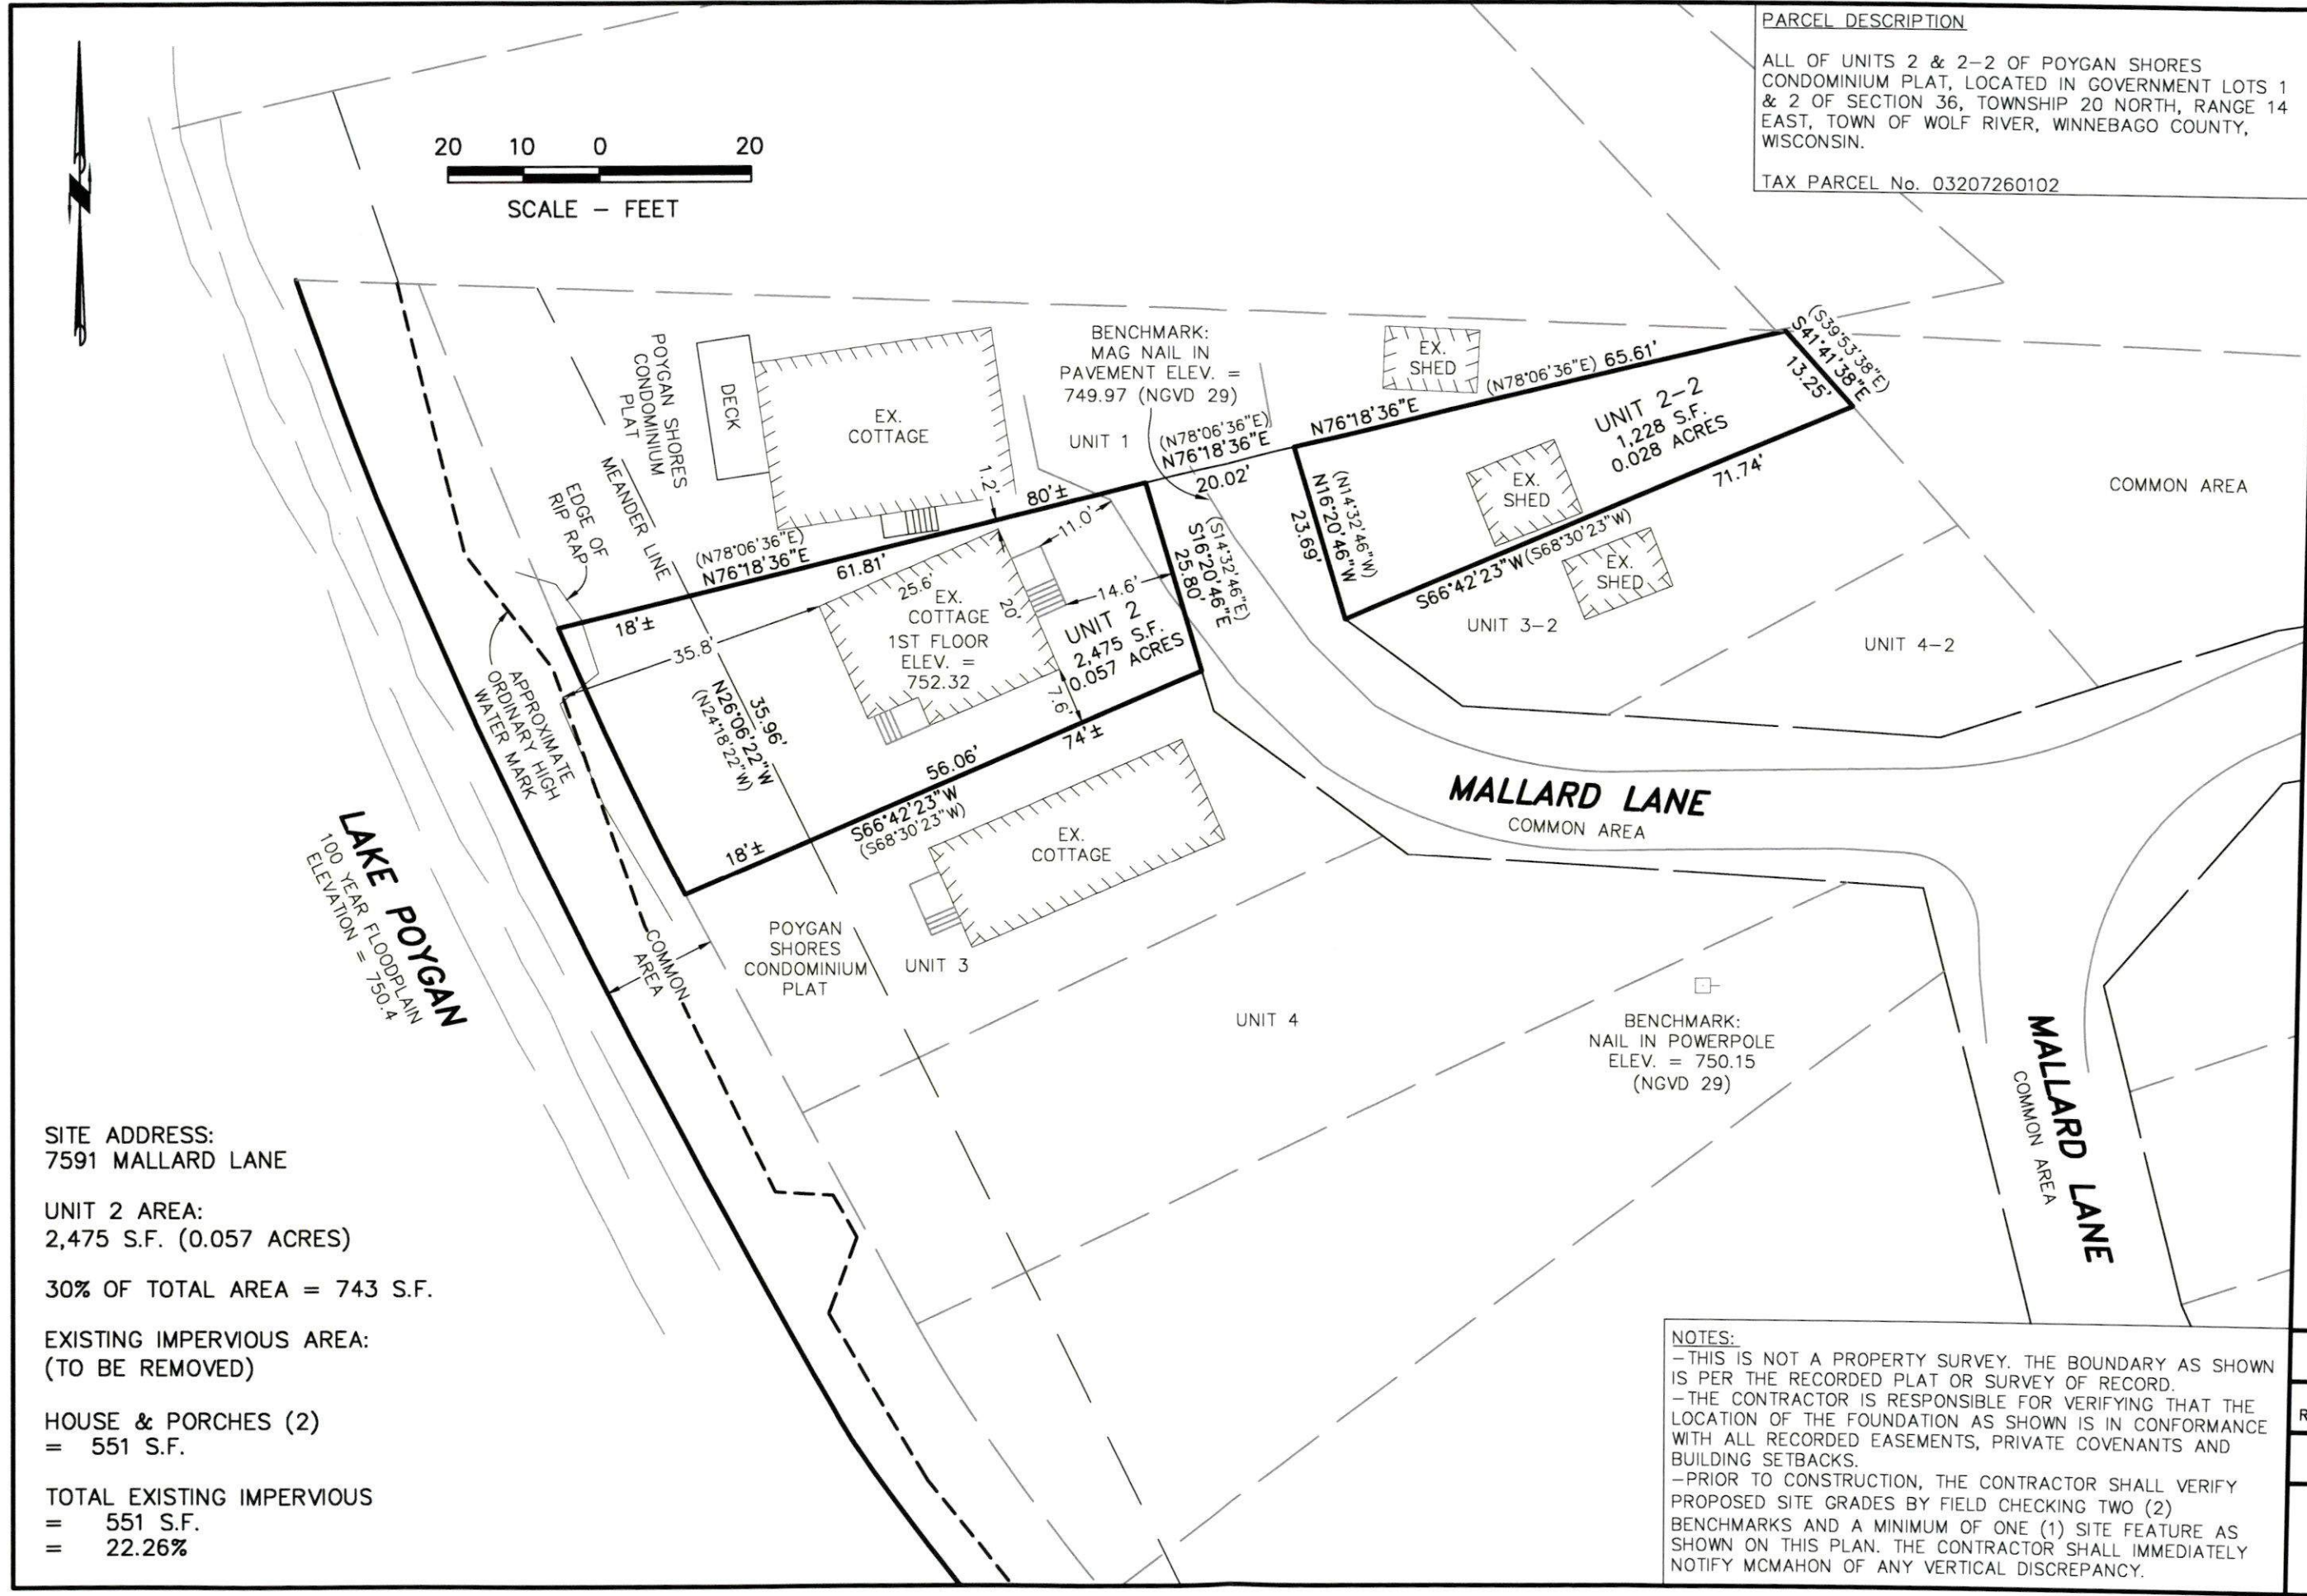 PARCEL DESCRIPTION
ALL OF UNITS 2 & 2-2 OF POYGAN SHORES
CONDOMINIUM PLAT, LOCATED IN GOVERNMENT LOTS 1
& 2 OF SECTION 36, TOWNSHIP 20 NORTH, RANGE 14
EAST, TOWN OF WOLF RIVER, WINNEBAGO COUNTY,
WISCONSIN.
TAX PARCEL No. 03207260102
20 10 0 20
SCALE - FEET
POYGAN SHORES
CONDOMINIUM
PLAT
MEANDER LINE
EDGE OF
RIP RAP
DECK
EX.
COTTAGE
BENCHMARK:
MAG NAIL IN
PAVEMENT ELEV. =
749.97 (NGVD 29)
UNIT 1
(N78°06'36"E)
N76°18'36"E
20.02'
EX.
SHED
N76°18'36"E
(N78°06'36"E) 65.61'
(S39°53'38"E)
S41°41'38"E
13.25'
UNIT 2-2
1,228 S.F.
0.028 ACRES
EX.
SHED
71.74'
S66°42'23"W (S68°30'23"W)
(N14°32'46"W)
N16°20'46"W
23.69'
EX.
SHED
UNIT 3-2
UNIT 4-2
COMMON AREA
(N78°06'36"E)
N76°18'36"E
61.81'
18'±
80'±
1.2'
11.0'
14.6'
(S14°32'46"E)
S16°20'46"E
25.80'
25.6'
20'
EX.
COTTAGE
1ST FLOOR
ELEV. =
752.32
UNIT 2
2,475 S.F.
0.057 ACRES
7.6'
35.8'
35.96'
N26°06'22"W
(N24°18'22"W)
74'±
56.06'
S66°42'23"W
(S68°30'23"W)
18'±
APPROXIMATE
ORDINARY HIGH
WATER MARK
EX.
COTTAGE
MALLARD LANE
COMMON AREA
LAKE POYGAN
100 YEAR FLOODPLAIN
ELEVATION = 750.4
COMMON
AREA
POYGAN
SHORES
CONDOMINIUM
PLAT
UNIT 3
UNIT 4
BENCHMARK:
NAIL IN POWERPOLE
ELEV. = 750.15
(NGVD 29)
MALLARD LANE
COMMON AREA
SITE ADDRESS:
7591 MALLARD LANE
UNIT 2 AREA:
2,475 S.F. (0.057 ACRES)
30% OF TOTAL AREA = 743 S.F.
EXISTING IMPERVIOUS AREA:
(TO BE REMOVED)
HOUSE & PORCHES (2)
= 551 S.F.
TOTAL EXISTING IMPERVIOUS
= 551 S.F.
= 22.26%
NOTES:
-THIS IS NOT A PROPERTY SURVEY. THE BOUNDARY AS SHOWN
IS PER THE RECORDED PLAT OR SURVEY OF RECORD.
-THE CONTRACTOR IS RESPONSIBLE FOR VERIFYING THAT THE
LOCATION OF THE FOUNDATION AS SHOWN IS IN CONFORMANCE
WITH ALL RECORDED EASEMENTS, PRIVATE COVENANTS AND
BUILDING SETBACKS.
-PRIOR TO CONSTRUCTION, THE CONTRACTOR SHALL VERIFY
PROPOSED SITE GRADES BY FIELD CHECKING TWO (2)
BENCHMARKS AND A MINIMUM OF ONE (1) SITE FEATURE AS
SHOWN ON THIS PLAN. THE CONTRACTOR SHALL IMMEDIATELY
NOTIFY MCMAHON OF ANY VERTICAL DISCREPANCY.